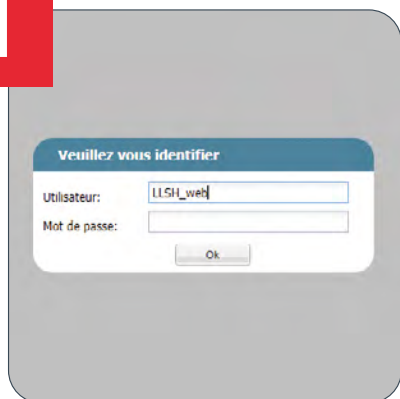 Veuillez vous identifier
Utilisateur: LLSH_web
Mot de passe:
Ok